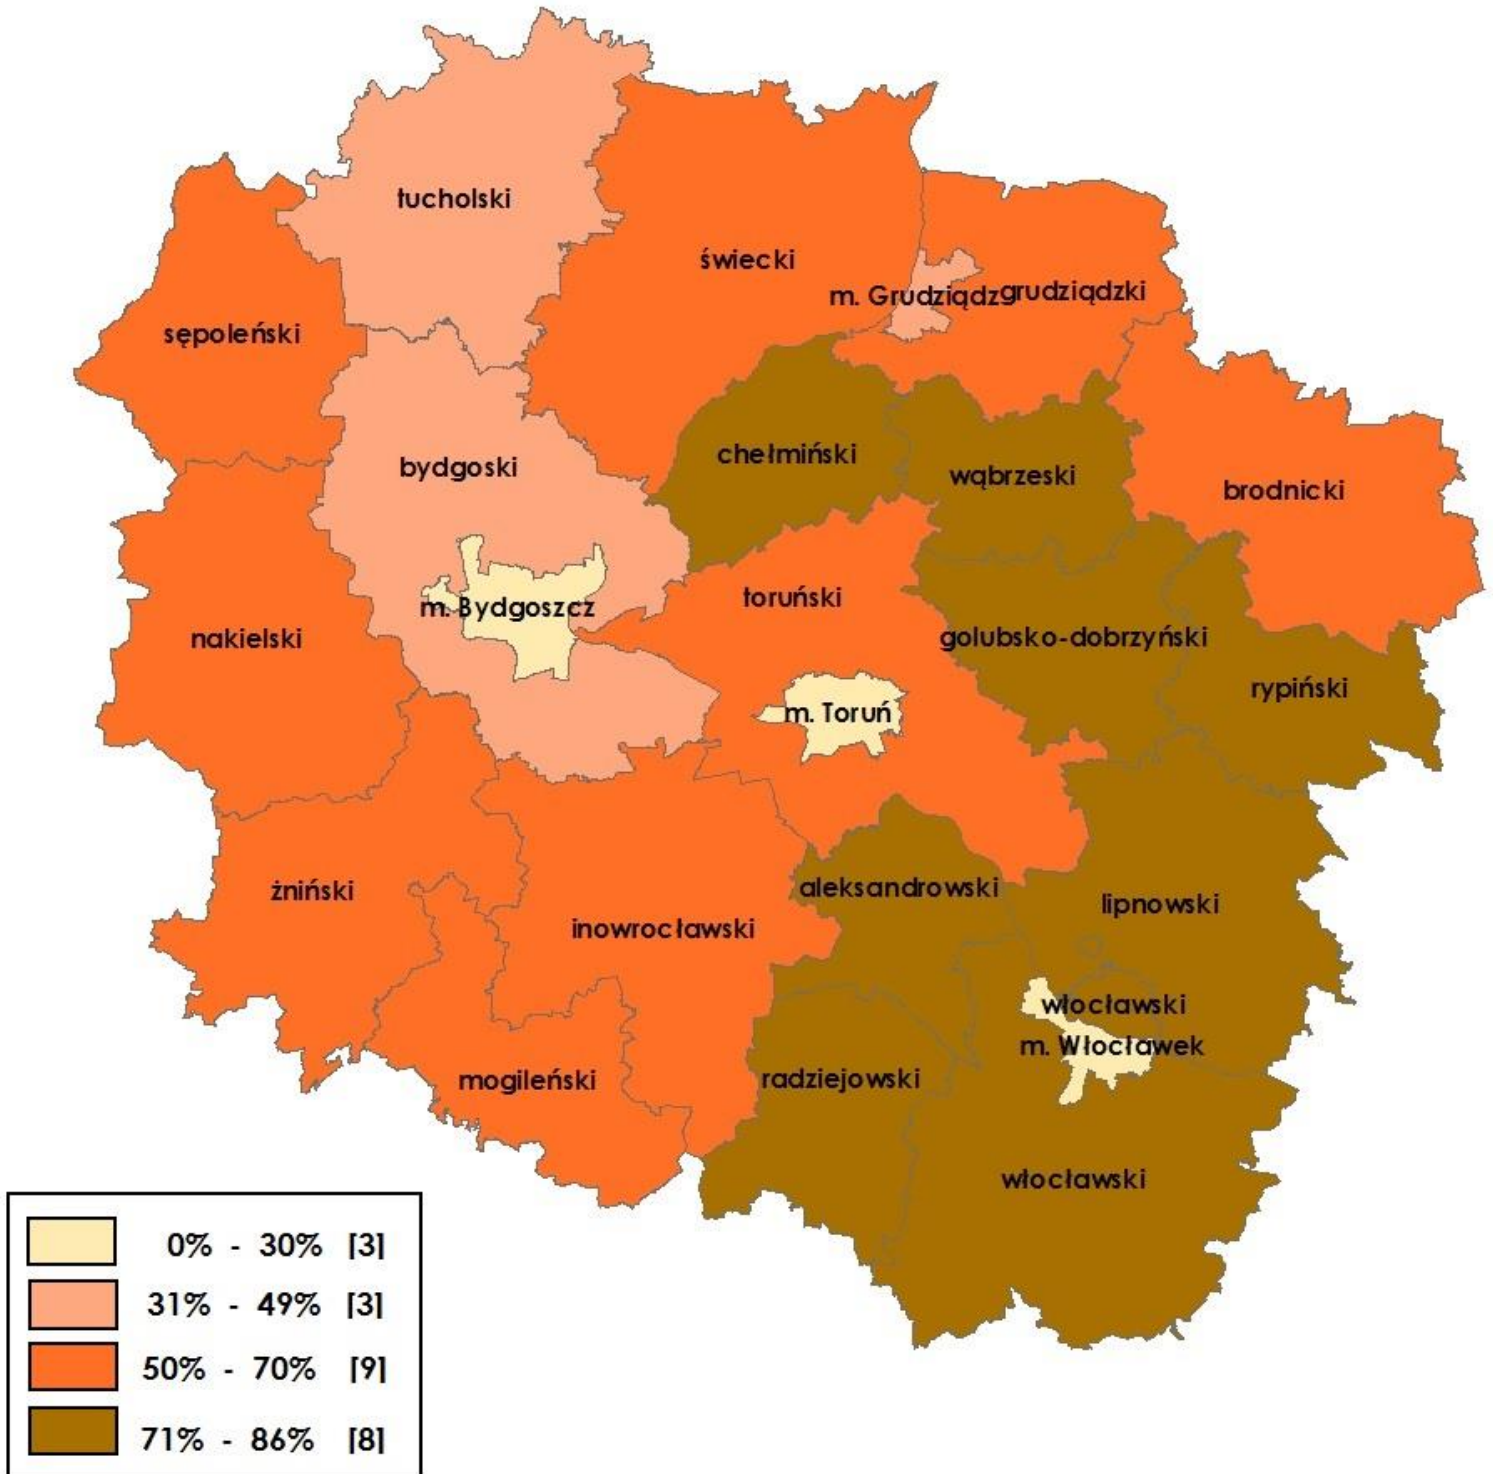 tucholski
świecki
m. Grudziądz
grudziądzki
sępoleński
chełmiński
bydgoski
wąbrzeski
brodnicki
toruński
m. Bydgoszcz
nakielski
golubsko-dobrzyński
rypiński
m. Toruń
żniński
aleksandrowski
lipnowski
inowrocławski
włocławski
m. Włocławek
mogileński
radziejowski
włocławski
0% - 30% [3]
31% - 49% [3]
50% - 70% [9]
71% - 86% [8]